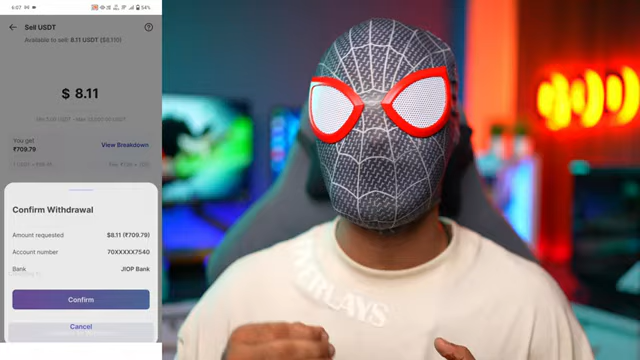 6:07
54%
Sell USDT
Available to sell: 8.11 USDT ($8.11)
$ 8.11
You get
₹709.79
View Breakdown
Confirm Withdrawal
Amount requested $8.11 (₹709.79)
Account number 70XXXXX7540
Bank JIOP Bank
Confirm
Cancel
VERLAYS